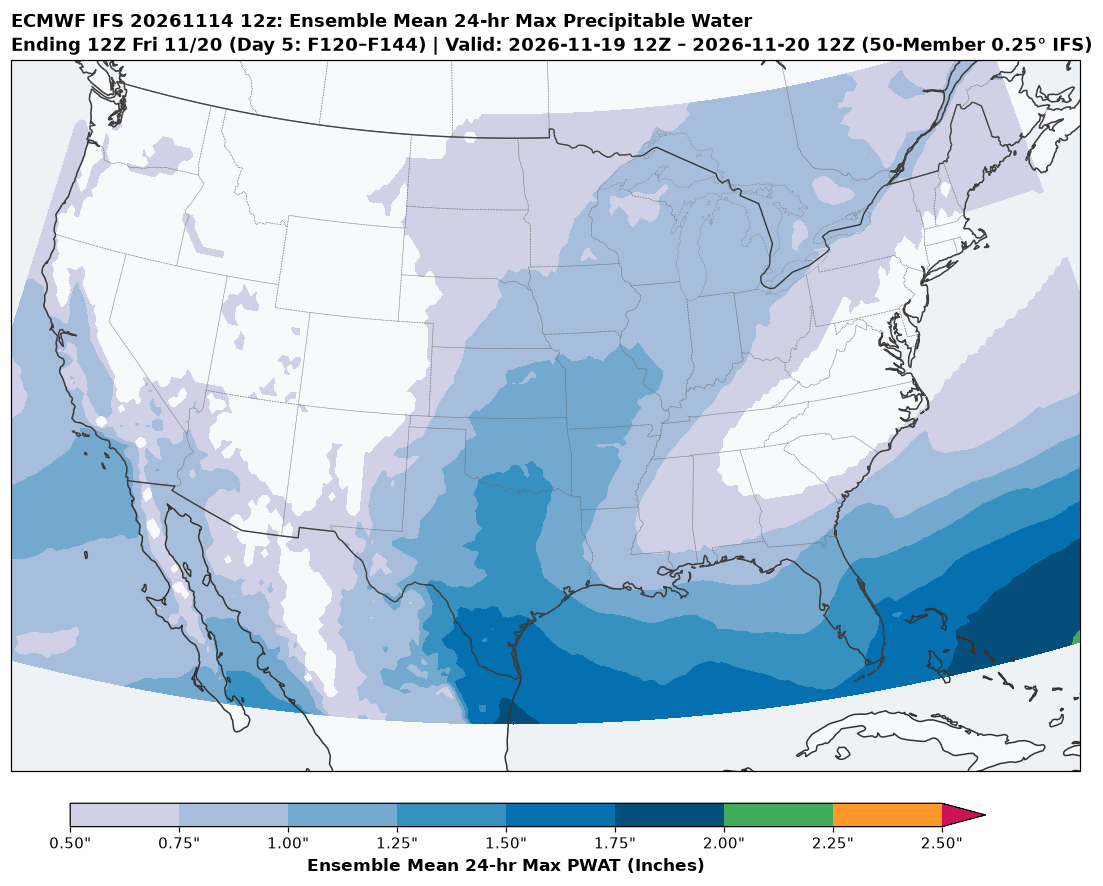 ECMWF IFS 20261114 12z: Ensemble Mean 24-hr Max Precipitable Water
Ending 12Z Fri 11/20 (Day 5: F120–F144) | Valid: 2026-11-19 12Z – 2026-11-20 12Z (50-Member 0.25° IFS)
0.50" 0.75" 1.00" 1.25" 1.50" 1.75" 2.00" 2.25" 2.50"
Ensemble Mean 24-hr Max PWAT (Inches)